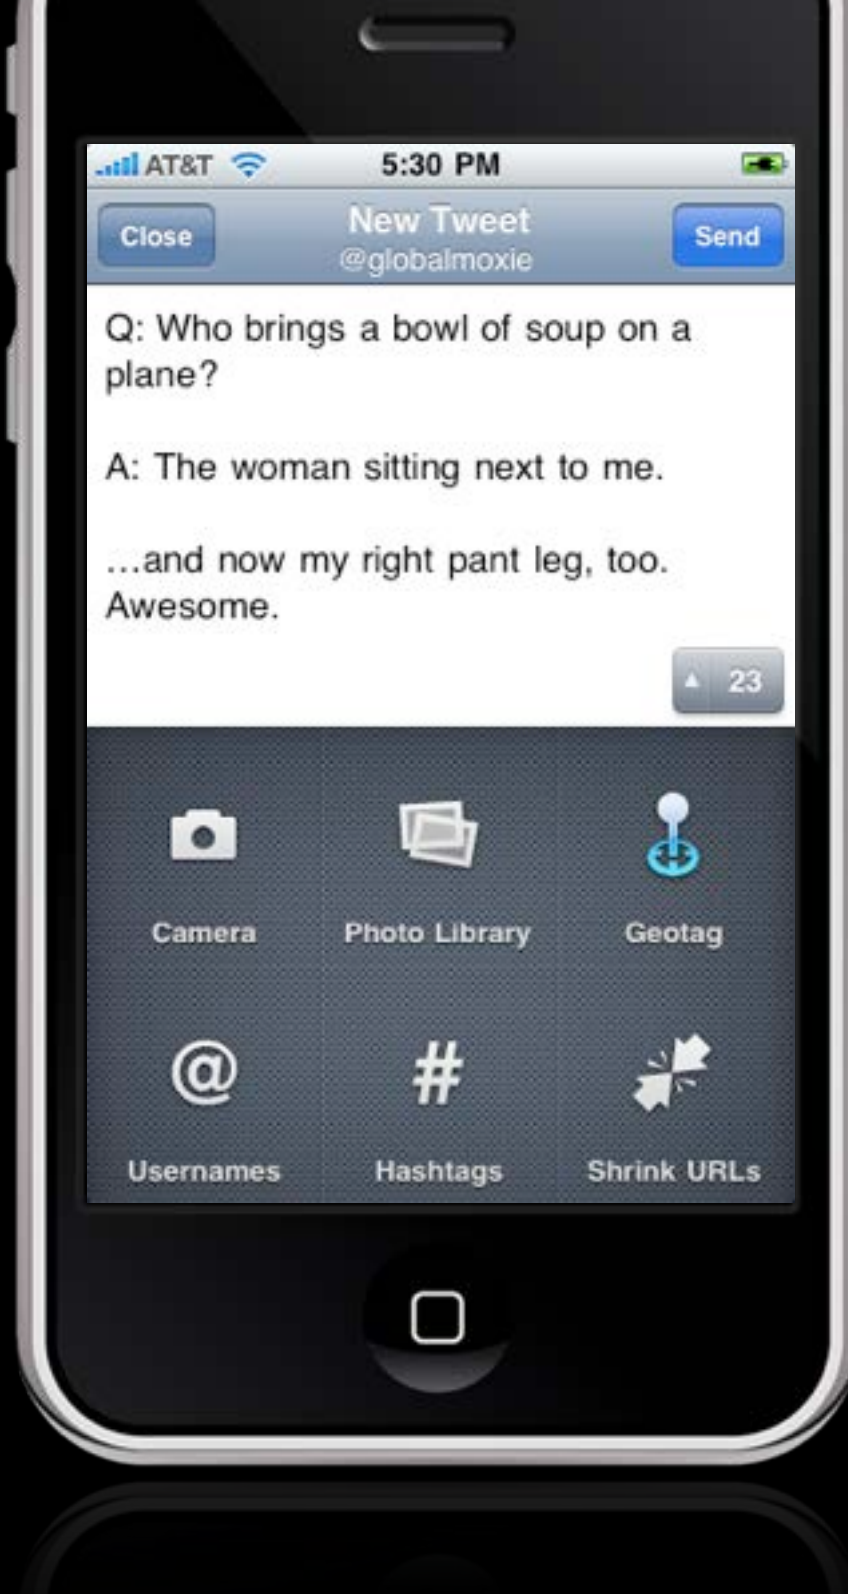 AT&T 5:30 PM
Close New Tweet Send
@globalmoxie
Q: Who brings a bowl of soup on a
plane?
A: The woman sitting next to me.
…and now my right pant leg, too.
Awesome.
23
Camera Photo Library Geotag
@ #
Usernames Hashtags Shrink URLs